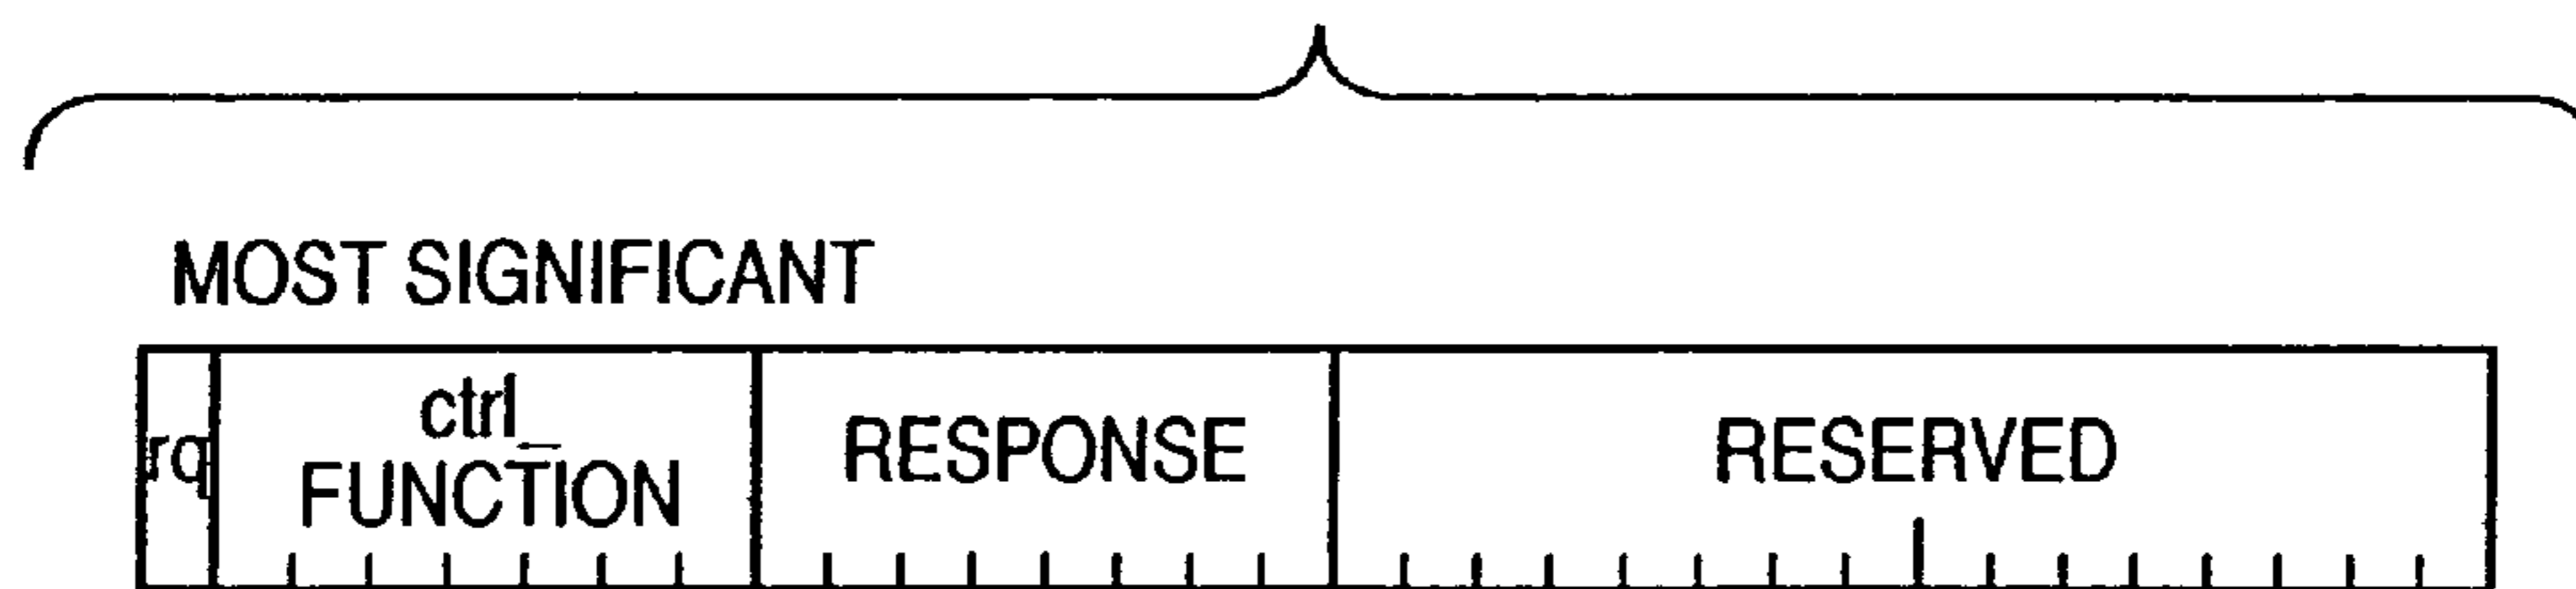 MOST SIGNIFICANT
rq
ctrl_
FUNCTION
RESPONSE
RESERVED